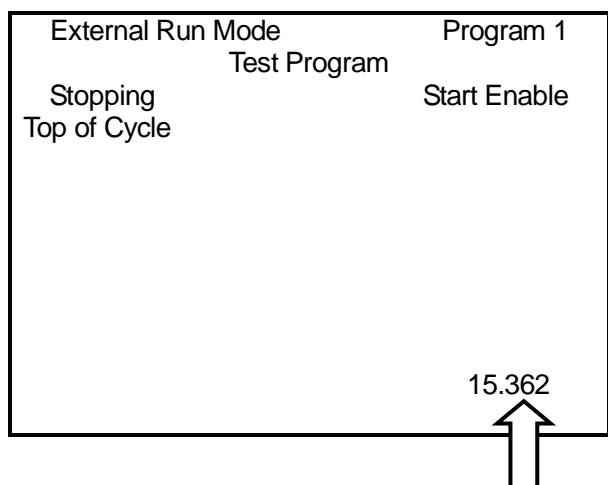 External Run Mode Program 1
Test Program
Stopping Start Enable
Top of Cycle
15.362